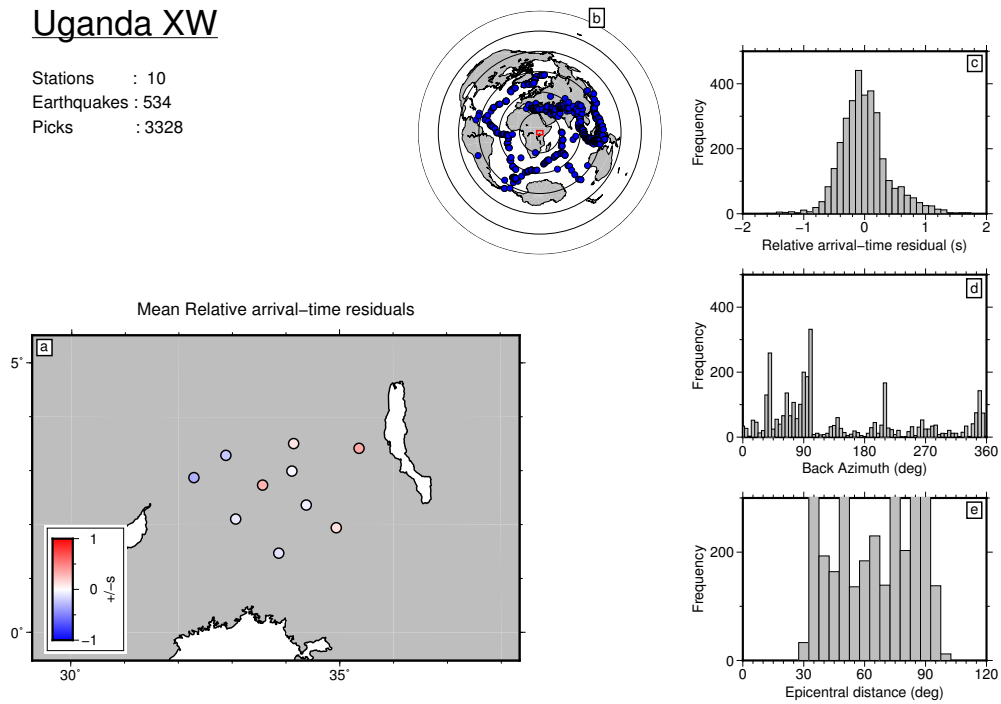 Uganda XW
Stations : 10
Earthquakes : 534
Picks : 3328
b
c
400
200
0
Frequency
−2 −1 0 1 2
Relative arrival−time residual (s)
d
400
200
0
Frequency
0 90 180 270 360
Back Azimuth (deg)
e
200
0
Frequency
0 30 60 90 120
Epicentral distance (deg)
Mean Relative arrival−time residuals
a
5˚
0˚
30˚ 35˚
1
0
−1
+/−s